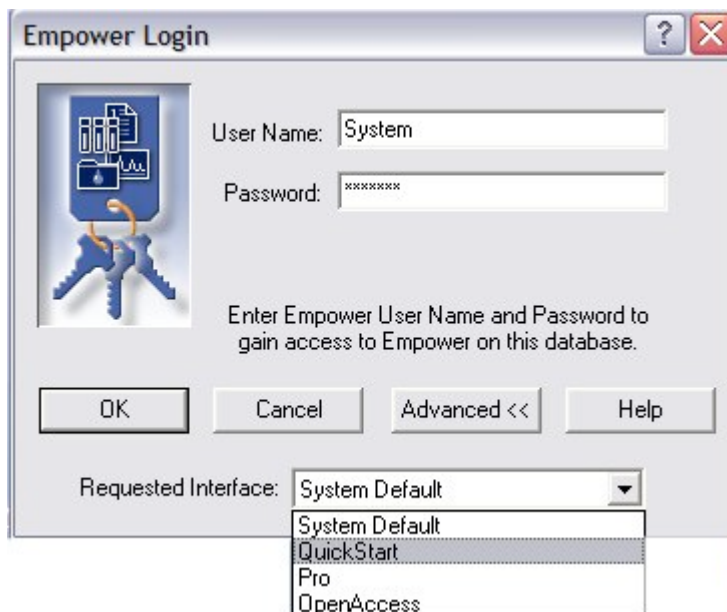 Empower Login
User Name: System
Password: *******
Enter Empower User Name and Password to
gain access to Empower on this database.
OK Cancel Advanced << Help
Requested Interface: System Default
System Default
QuickStart
Pro
OpenAccess